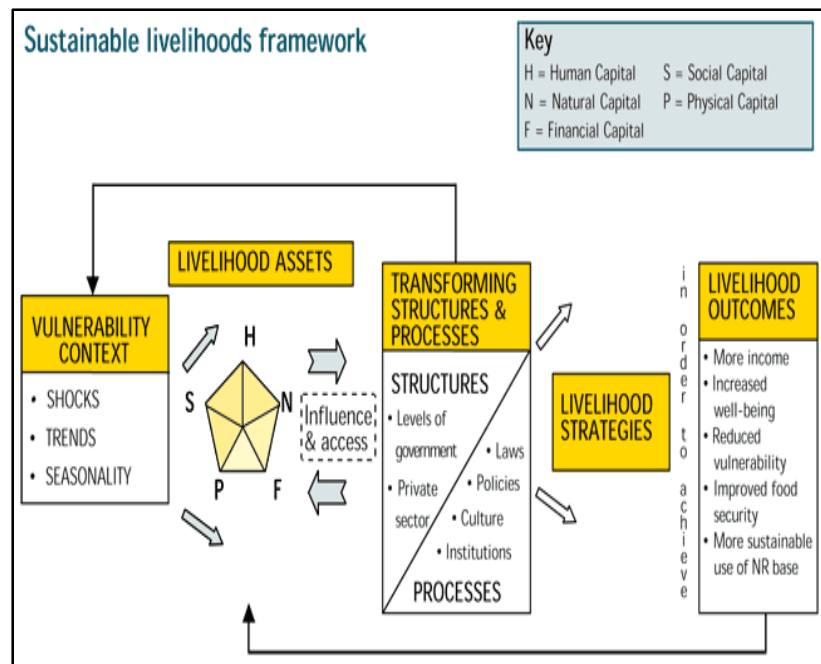 Sustainable livelihoods framework
Key
H = Human Capital
S = Social Capital
N = Natural Capital
P = Physical Capital
F = Financial Capital
LIVELIHOOD ASSETS
VULNERABILITY
CONTEXT
• SHOCKS
• TRENDS
• SEASONALITY
H
S
N
P
F
Influence
& access
TRANSFORMING
STRUCTURES &
PROCESSES
STRUCTURES
• Levels of
government
• Private
sector
• Laws
• Policies
• Culture
• Institutions
PROCESSES
LIVELIHOOD
STRATEGIES
in order to achieve
LIVELIHOOD
OUTCOMES
• More income
• Increased
well-being
• Reduced
vulnerability
• Improved food
security
• More sustainable
use of NR base